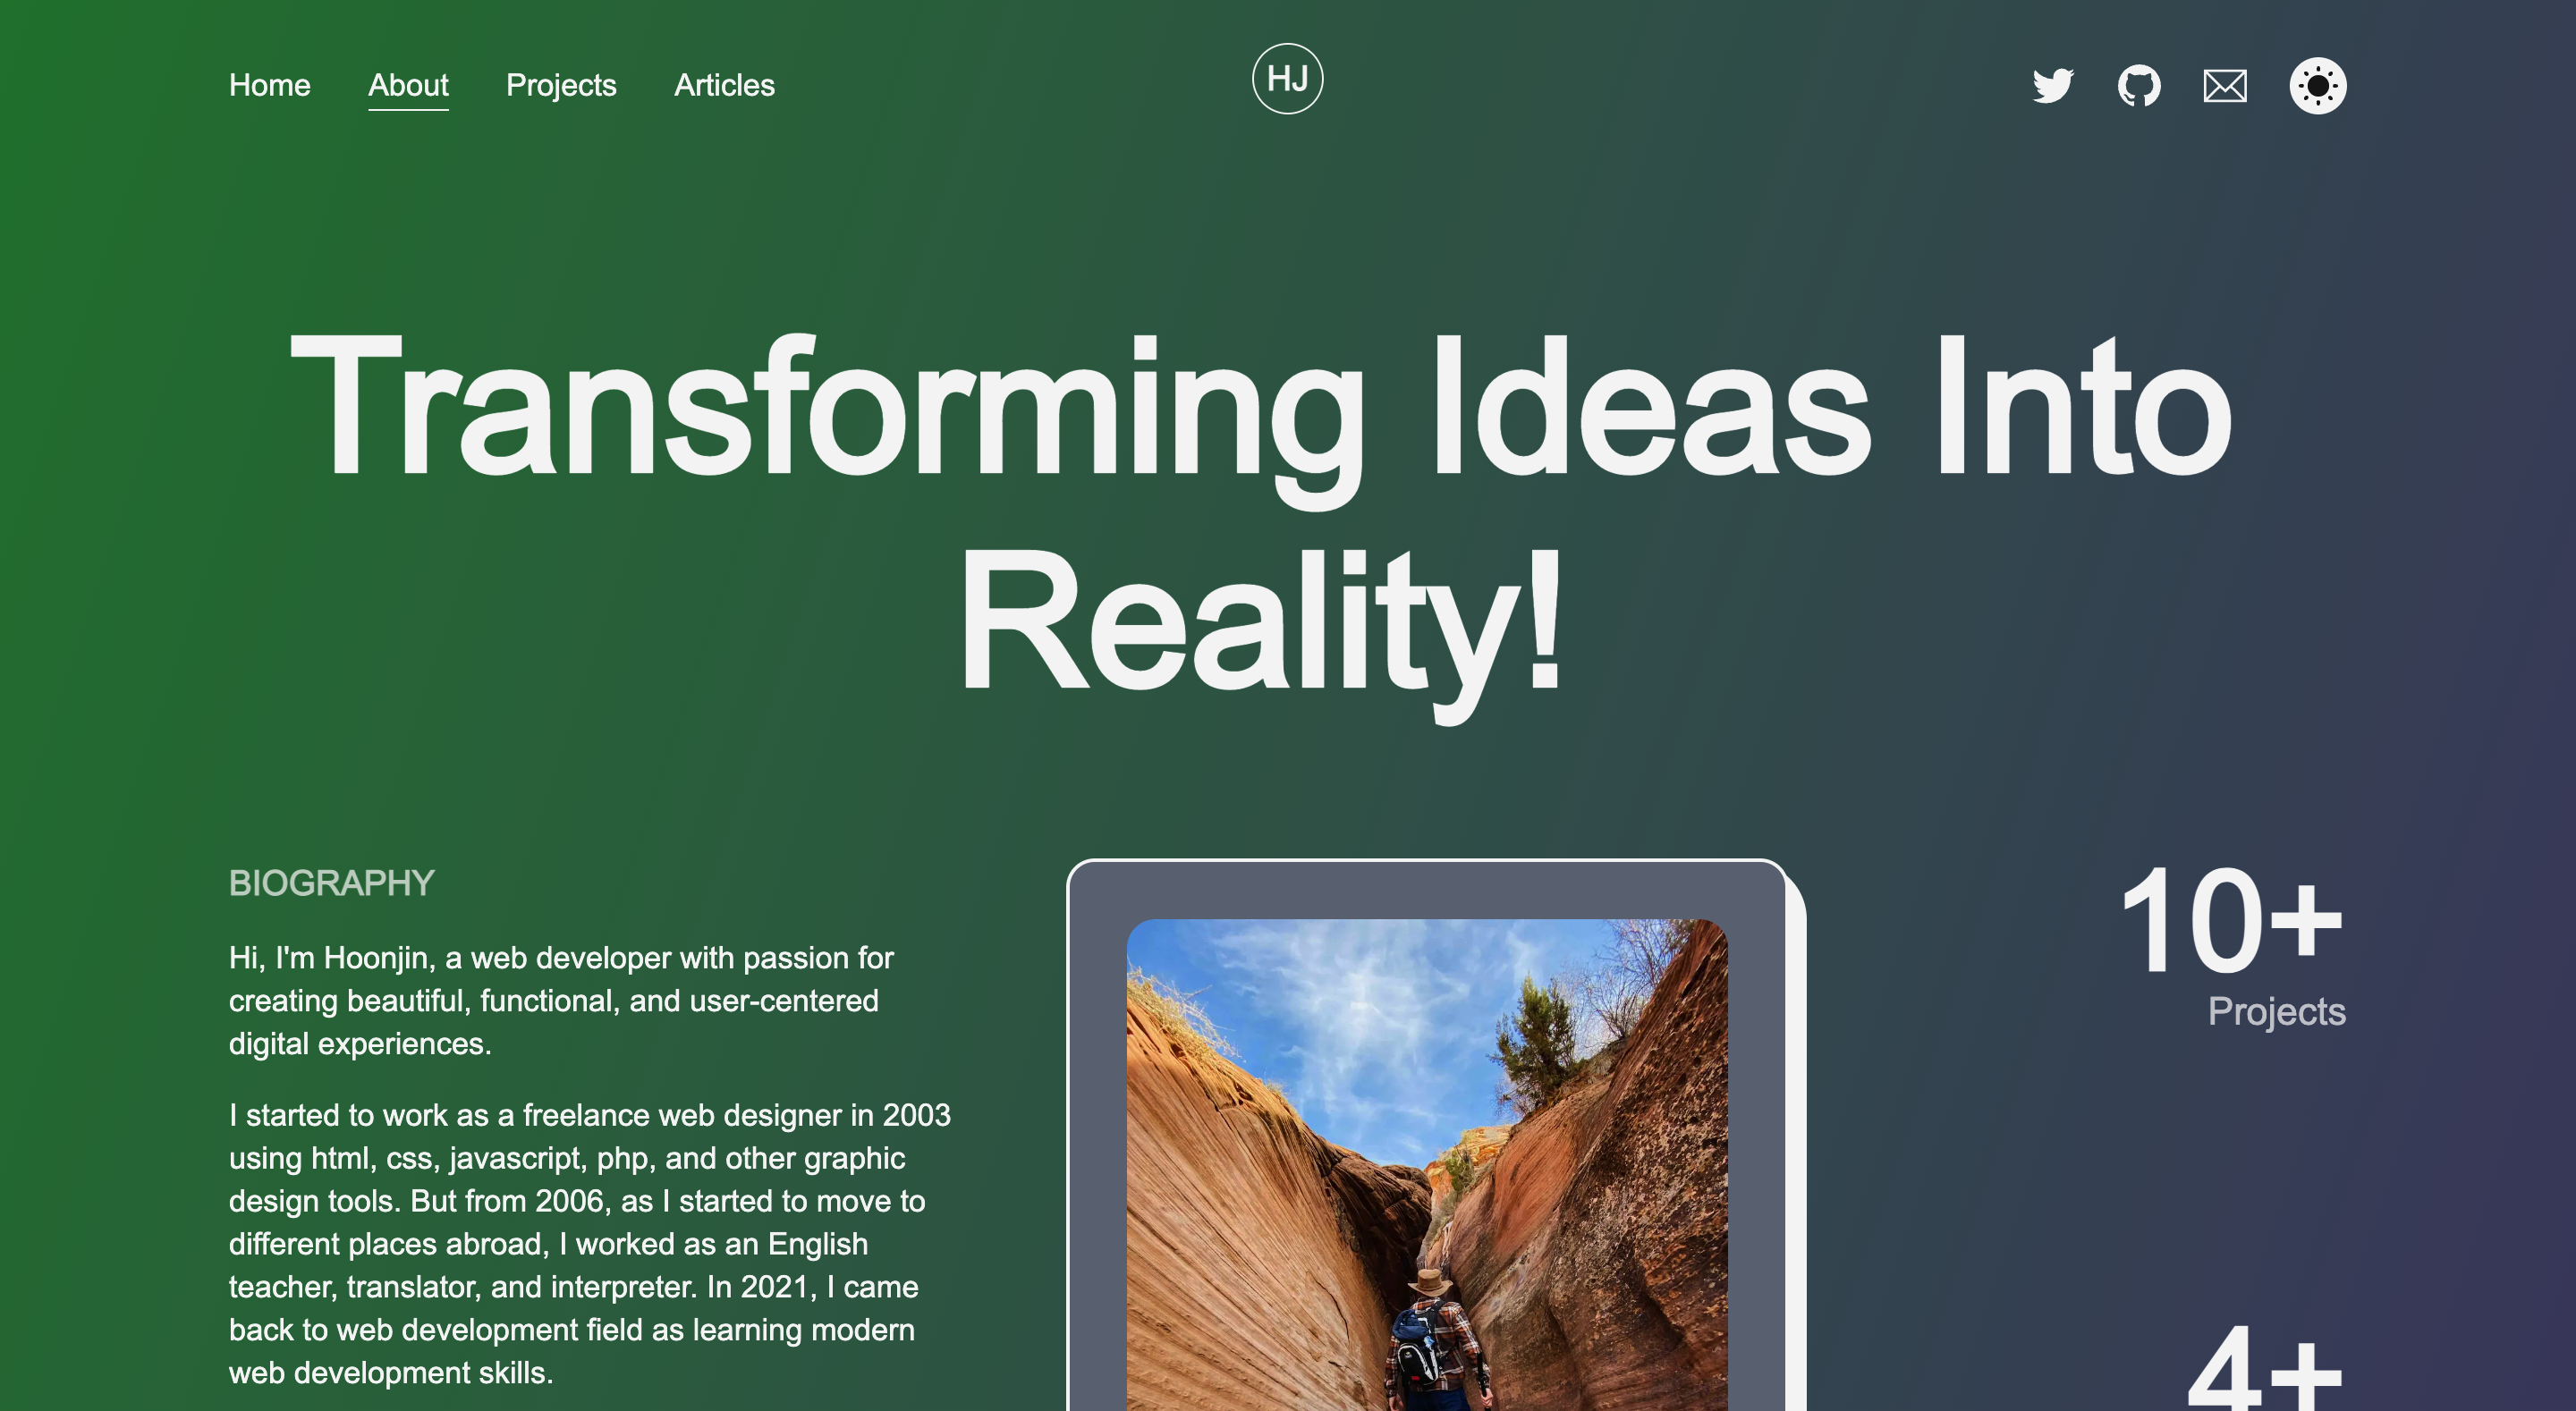 Home About Projects Articles
HJ
Transforming Ideas Into
Reality!
BIOGRAPHY
Hi, I'm Hoonjin, a web developer with passion for
creating beautiful, functional, and user-centered
digital experiences.
I started to work as a freelance web designer in 2003
using html, css, javascript, php, and other graphic
design tools. But from 2006, as I started to move to
different places abroad, I worked as an English
teacher, translator, and interpreter. In 2021, I came
back to web development field as learning modern
web development skills.
10+
Projects
4+